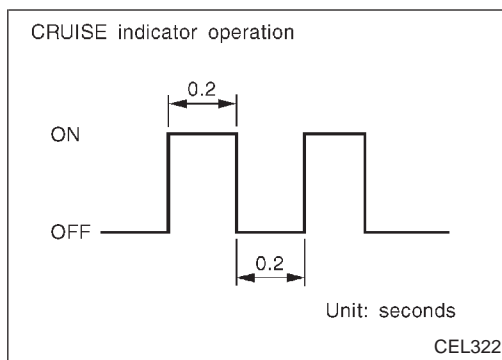 CRUISE indicator operation
0.2
ON
OFF
0.2
Unit: seconds
CEL322